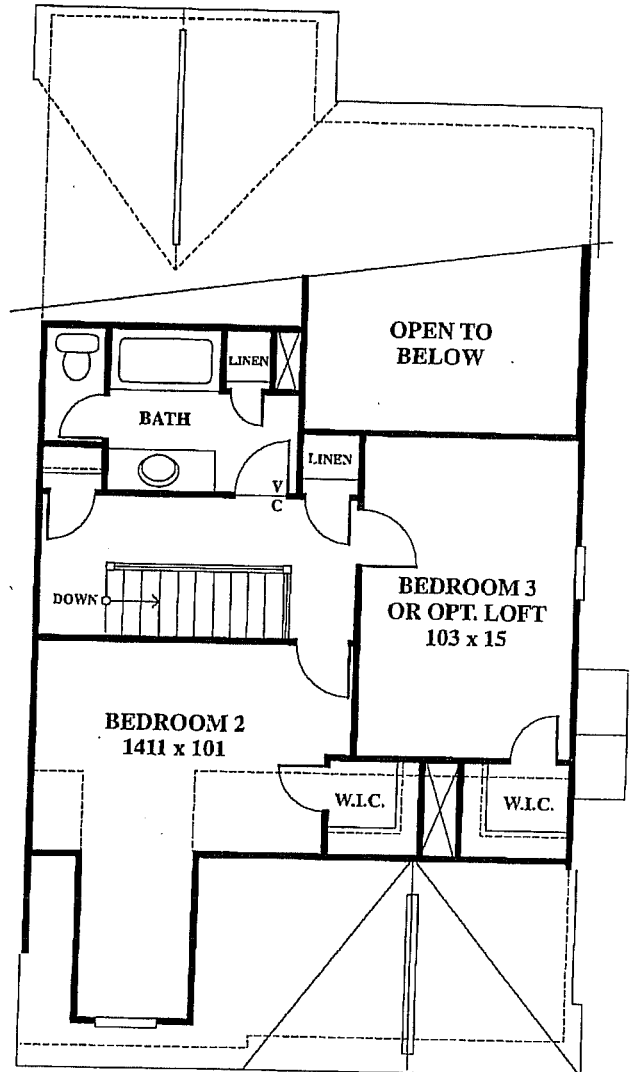 OPEN TO
BELOW
LINEN
BATH
LINEN
V
C
DOWN
BEDROOM 3
OR OPT. LOFT
103 x 15
BEDROOM 2
1411 x 101
W.I.C.
W.I.C.